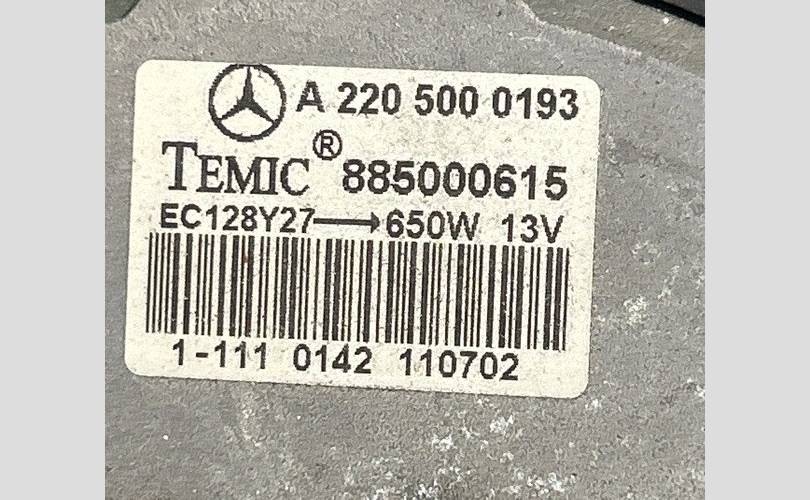 A 220 500 0193
TEMIC® 885000615
EC128Y27→650W 13V
1-111 0142 110702